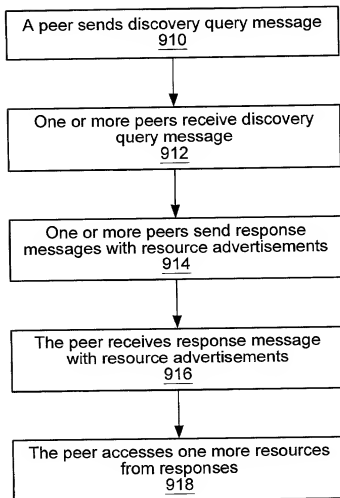 A peer sends discovery query message
910
One or more peers receive discovery
query message
912
One or more peers send response
messages with resource advertisements
914
The peer receives response message
with resource advertisements
916
The peer accesses one more resources
from responses
918